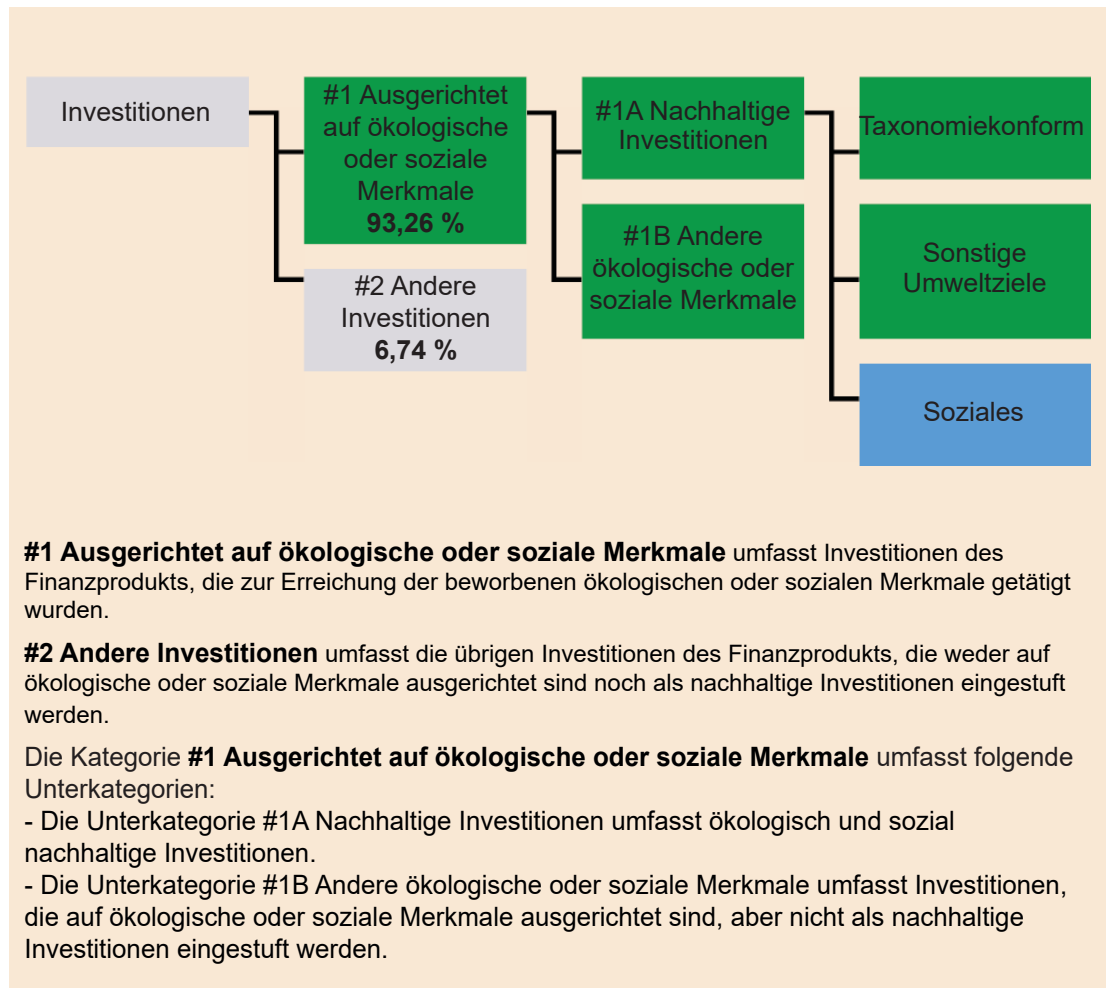 Investitionen
#1 Ausgerichtet
auf ökologische
oder soziale
Merkmale
93,26 %
#2 Andere
Investitionen
6,74 %
#1A Nachhaltige
Investitionen
#1B Andere
ökologische oder
soziale Merkmale
Taxonomiekonform
Sonstige
Umweltziele
Soziales
#1 Ausgerichtet auf ökologische oder soziale Merkmale umfasst Investitionen des
Finanzprodukts, die zur Erreichung der beworbenen ökologischen oder sozialen Merkmale getätigt
wurden.
#2 Andere Investitionen umfasst die übrigen Investitionen des Finanzprodukts, die weder auf
ökologische oder soziale Merkmale ausgerichtet sind noch als nachhaltige Investitionen eingestuft
werden.
Die Kategorie #1 Ausgerichtet auf ökologische oder soziale Merkmale umfasst folgende
Unterkategorien:
- Die Unterkategorie #1A Nachhaltige Investitionen umfasst ökologisch und sozial
nachhaltige Investitionen.
- Die Unterkategorie #1B Andere ökologische oder soziale Merkmale umfasst Investitionen,
die auf ökologische oder soziale Merkmale ausgerichtet sind, aber nicht als nachhaltige
Investitionen eingestuft werden.